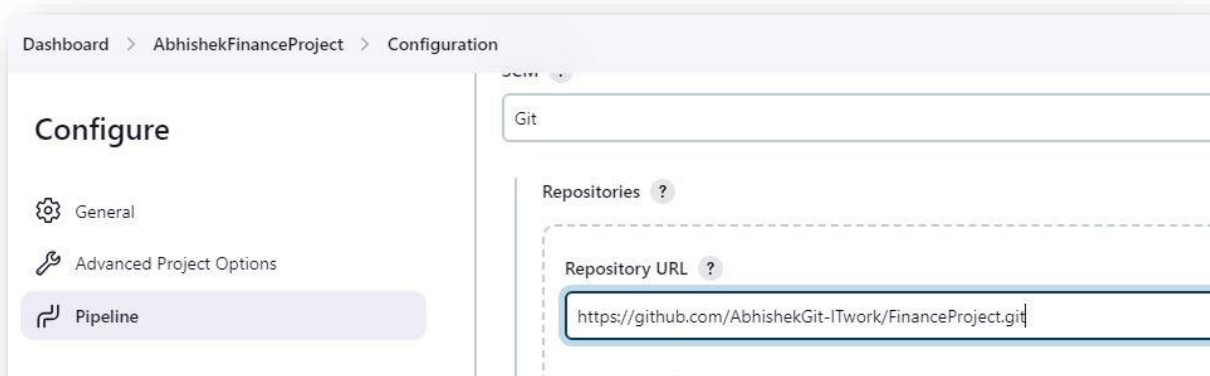 Dashboard > AbhishekFinanceProject > Configuration
SCM ?
Configure
General
Advanced Project Options
Pipeline
Git
Repositories ?
Repository URL ?
https://github.com/AbhishekGit-ITwork/FinanceProject.git